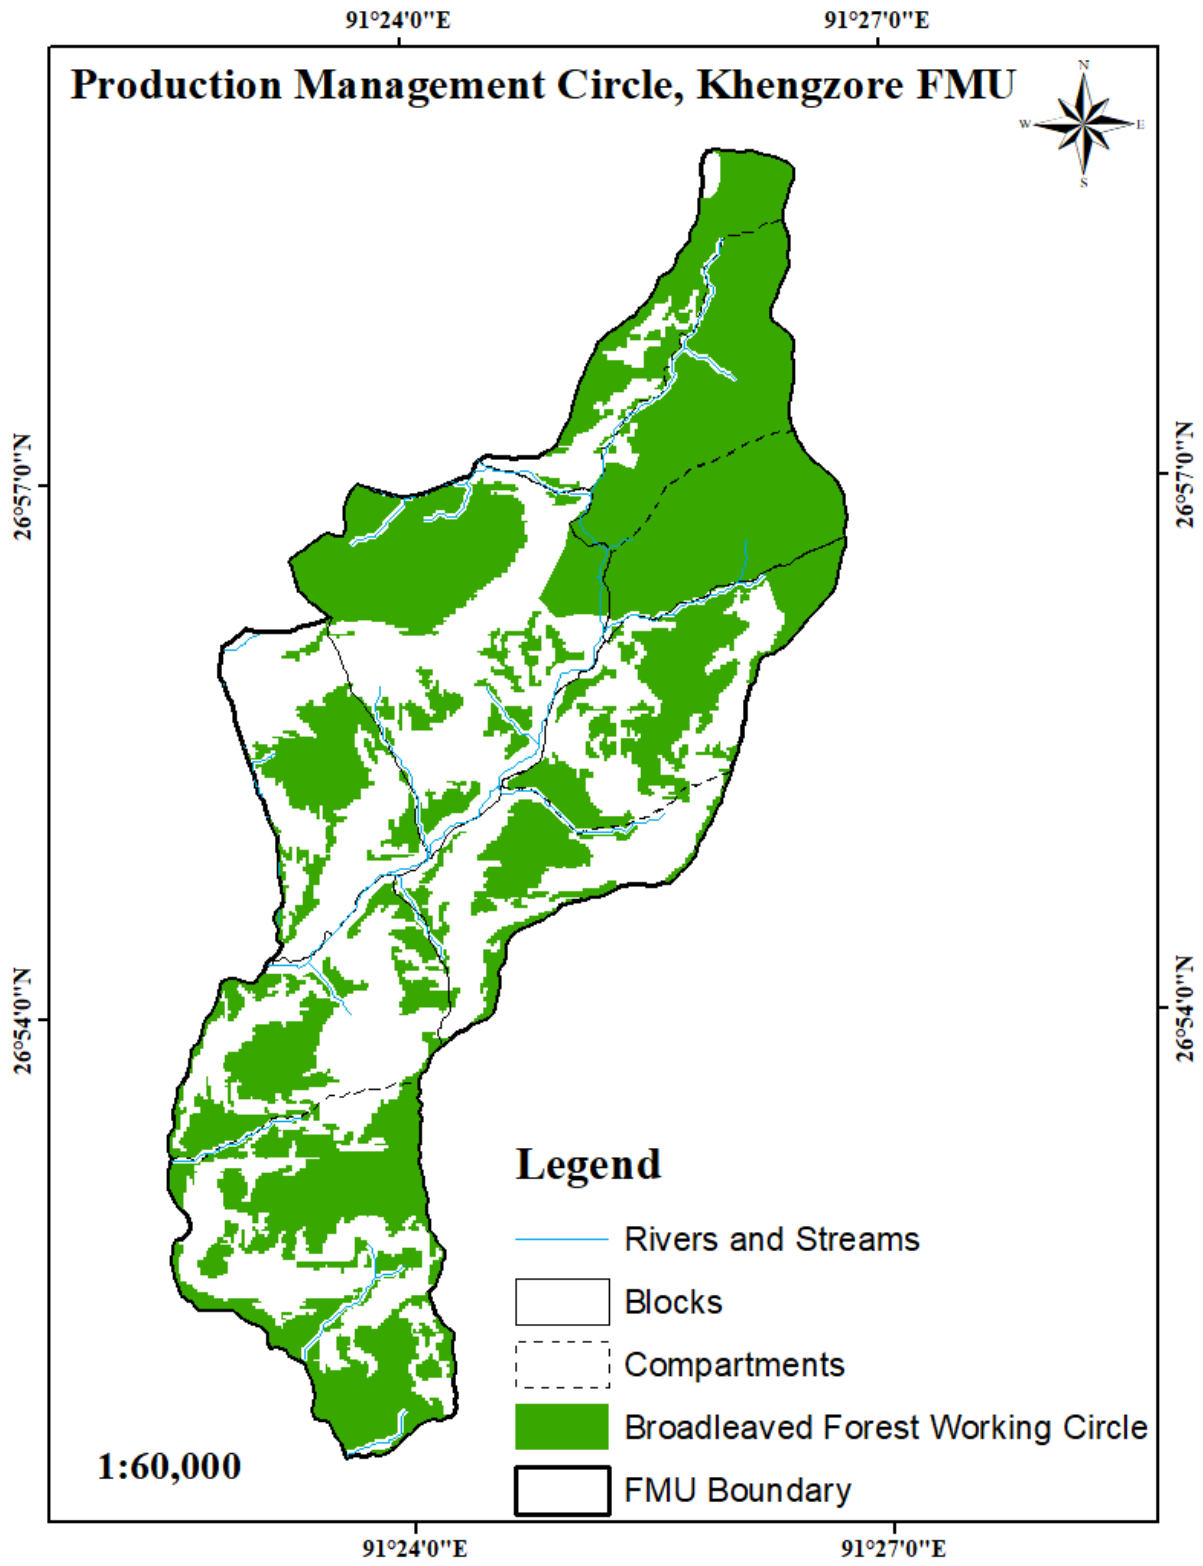 91°24'0"E
91°27'0"E
Production Management Circle, Khengzore FMU
N
W
E
S
26°57'0"N
26°57'0"N
26°54'0"N
26°54'0"N
Legend
Rivers and Streams
Blocks
Compartments
Broadleaved Forest Working Circle
FMU Boundary
1:60,000
91°24'0"E
91°27'0"E